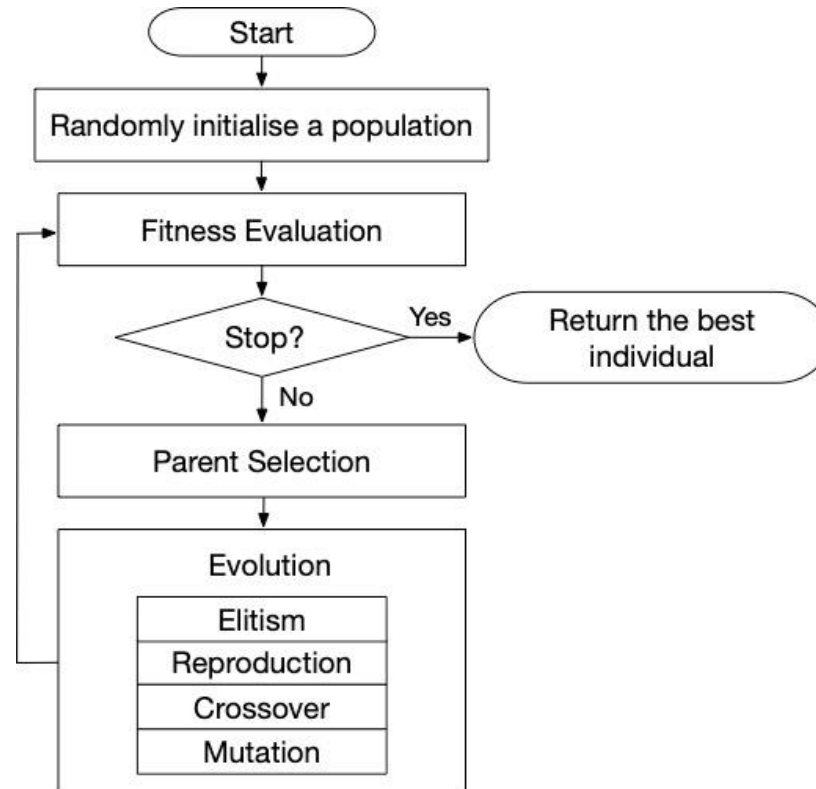 Start
Randomly initialise a population
Fitness Evaluation
Stop?
Yes
Return the best
individual
No
Parent Selection
Evolution
Elitism
Reproduction
Crossover
Mutation